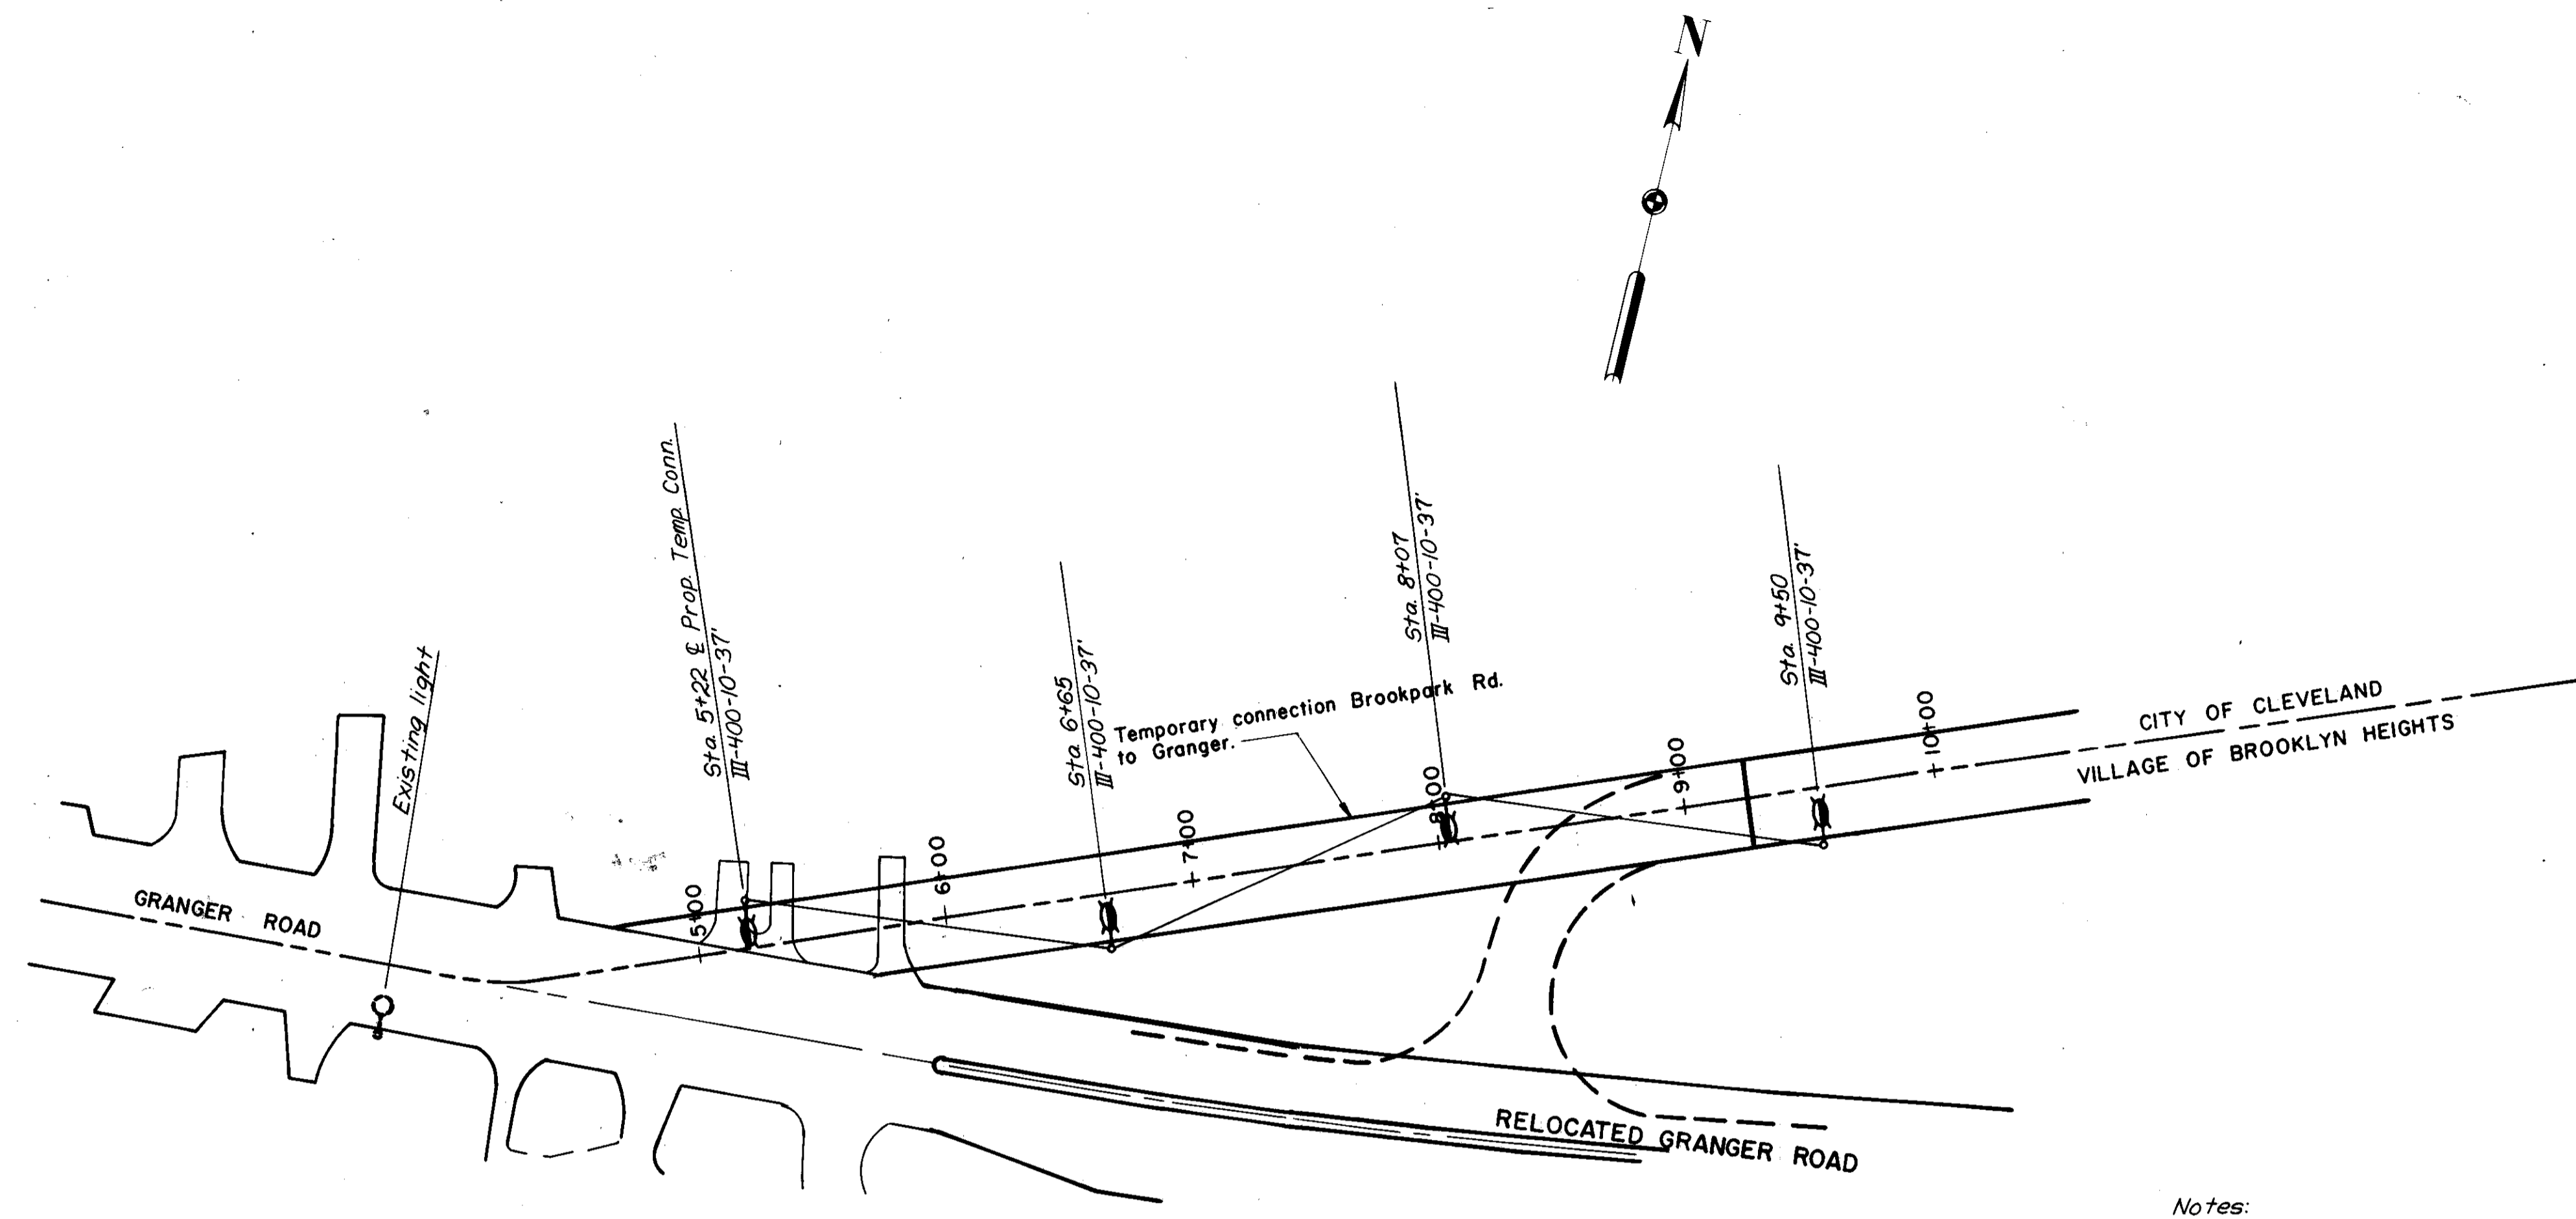 N
Existing light
Sta. 5+22 ℄ Prop. Temp. Conn.
III-400-10-37'
Sta 6+65
III-400-10-37'
Sta. 8+07
III-400-10-37'
Sta. 9+50
III-400-10-37'
Temporary connection Brookpark Rd.
to Granger.
5+00
6+00
7+00
8+00
9+00
10+00
CITY OF CLEVELAND
VILLAGE OF BROOKLYN HEIGHTS
GRANGER ROAD
RELOCATED GRANGER ROAD
Notes: